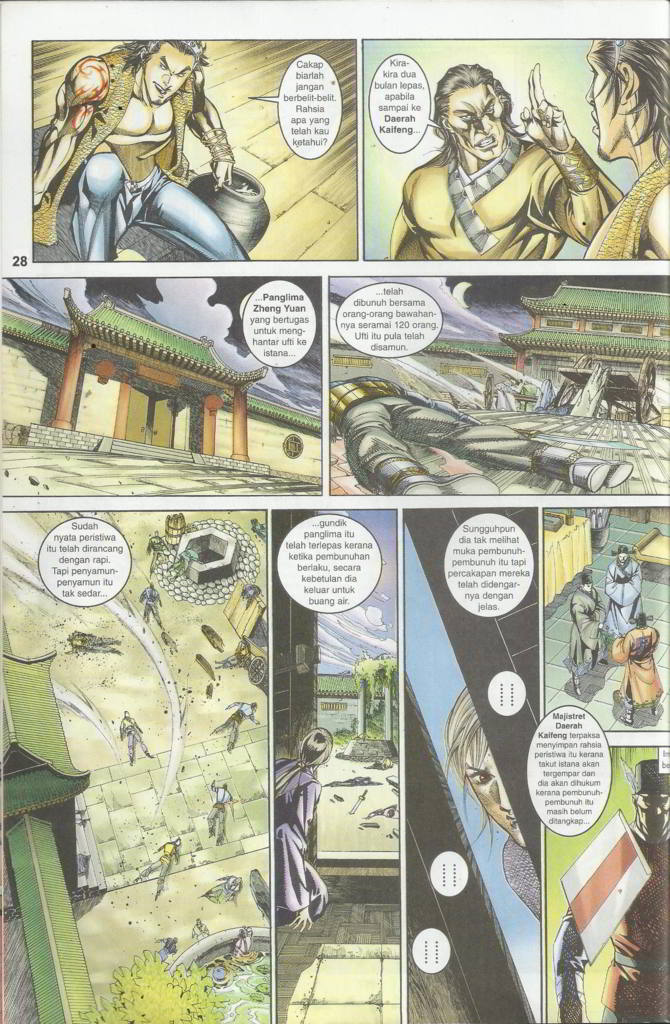 Cakap
biarlah
jangan
berbelit-belit.
Rahsia
apa yang
telah kau
ketahui?
Kira-
kira dua
bulan lepas,
apabila
sampai ke
Daerah
Kaifeng...
28
...Panglima
Zheng Yuan
yang bertugas
untuk meng-
hantar ufti ke
istana...
...telah
dibunuh bersama
orang-orang bawahan-
nya seramai 120 orang.
Ufti itu pula telah
disamun.
Sudah
nyata peristiwa
itu telah dirancang
dengan rapi.
Tapi penyamun-
penyamun itu
tak sedar...
...gundik
panglima itu
telah terlepas kerana
ketika pembunuhan
berlaku, secara
kebetulan dia
keluar untuk
buang air.
Sungguhpun
dia tak melihat
muka pembunuh-
pembunuh itu tapi
percakapan mereka
telah didengar-
nya dengan
jelas.
Majistret
Daerah
Kaifeng terpaksa
menyimpan rahsia
peristiwa itu kerana
takut istana akan
tergempar dan
dia akan dihukum
kerana pembunuh-
pembunuh itu
masih belum
ditangkap...